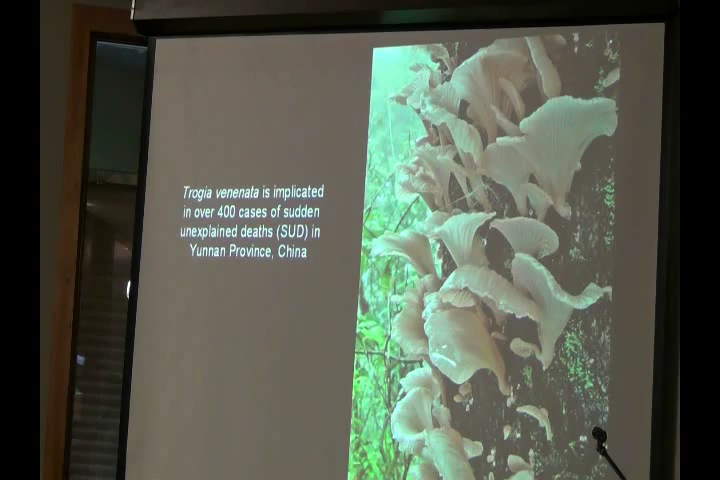 Trogia venenata is implicated
in over 400 cases of sudden
unexplained deaths (SUD) in
Yunnan Province, China